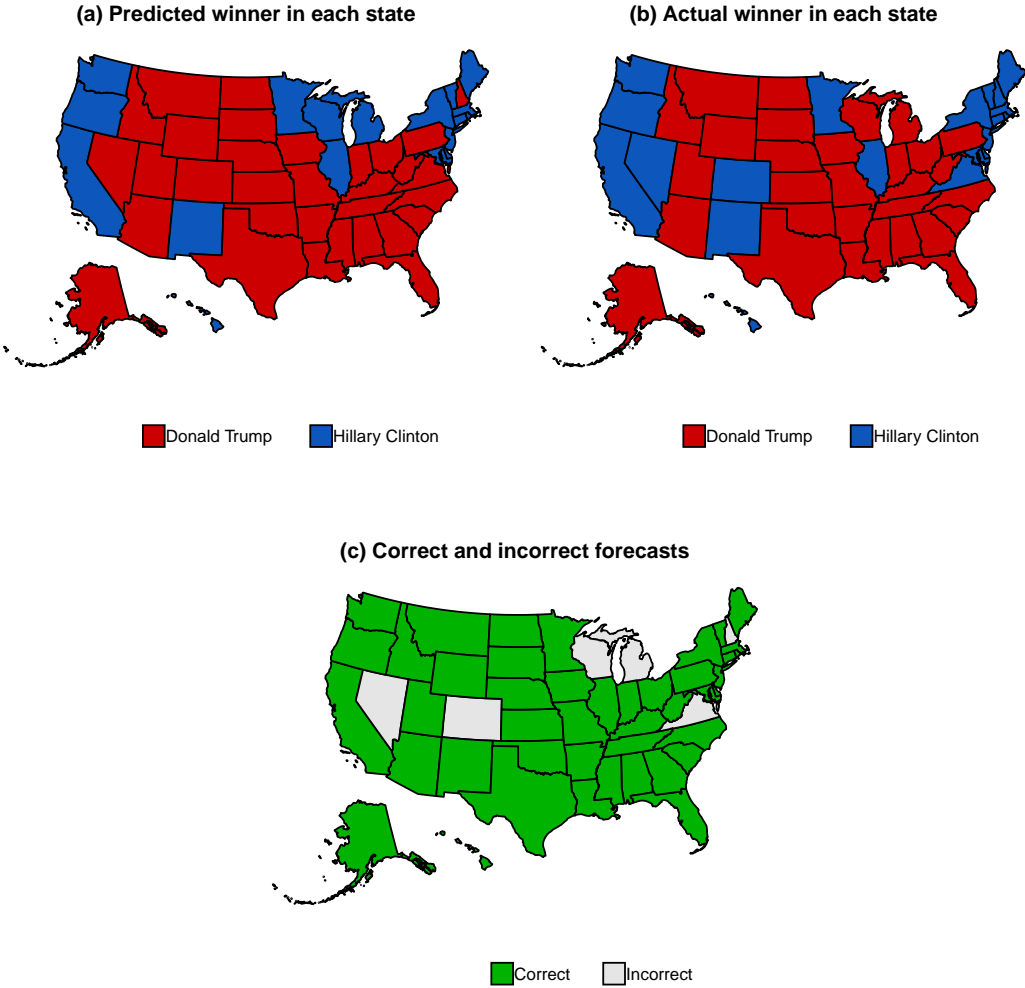 (a) Predicted winner in each state
(b) Actual winner in each state
Donald Trump
Hillary Clinton
Donald Trump
Hillary Clinton
(c) Correct and incorrect forecasts
Correct
Incorrect